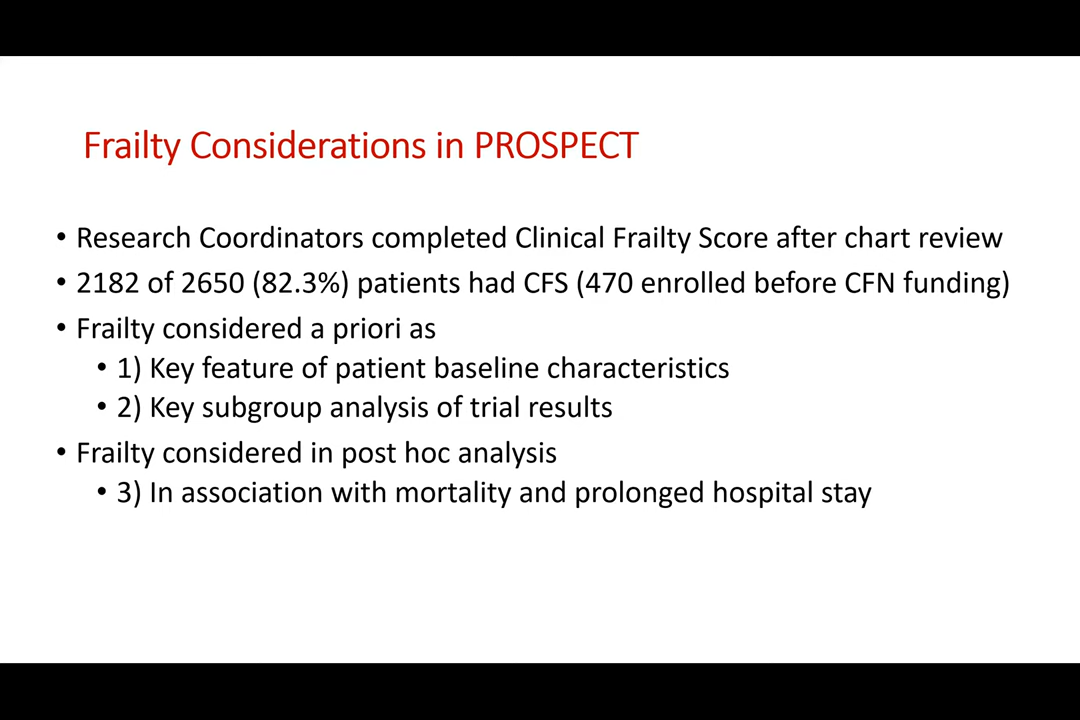 Frailty Considerations in PROSPECT
• Research Coordinators completed Clinical Frailty Score after chart review
• 2182 of 2650 (82.3%) patients had CFS (470 enrolled before CFN funding)
• Frailty considered a priori as
• 1) Key feature of patient baseline characteristics
• 2) Key subgroup analysis of trial results
• Frailty considered in post hoc analysis
• 3) In association with mortality and prolonged hospital stay